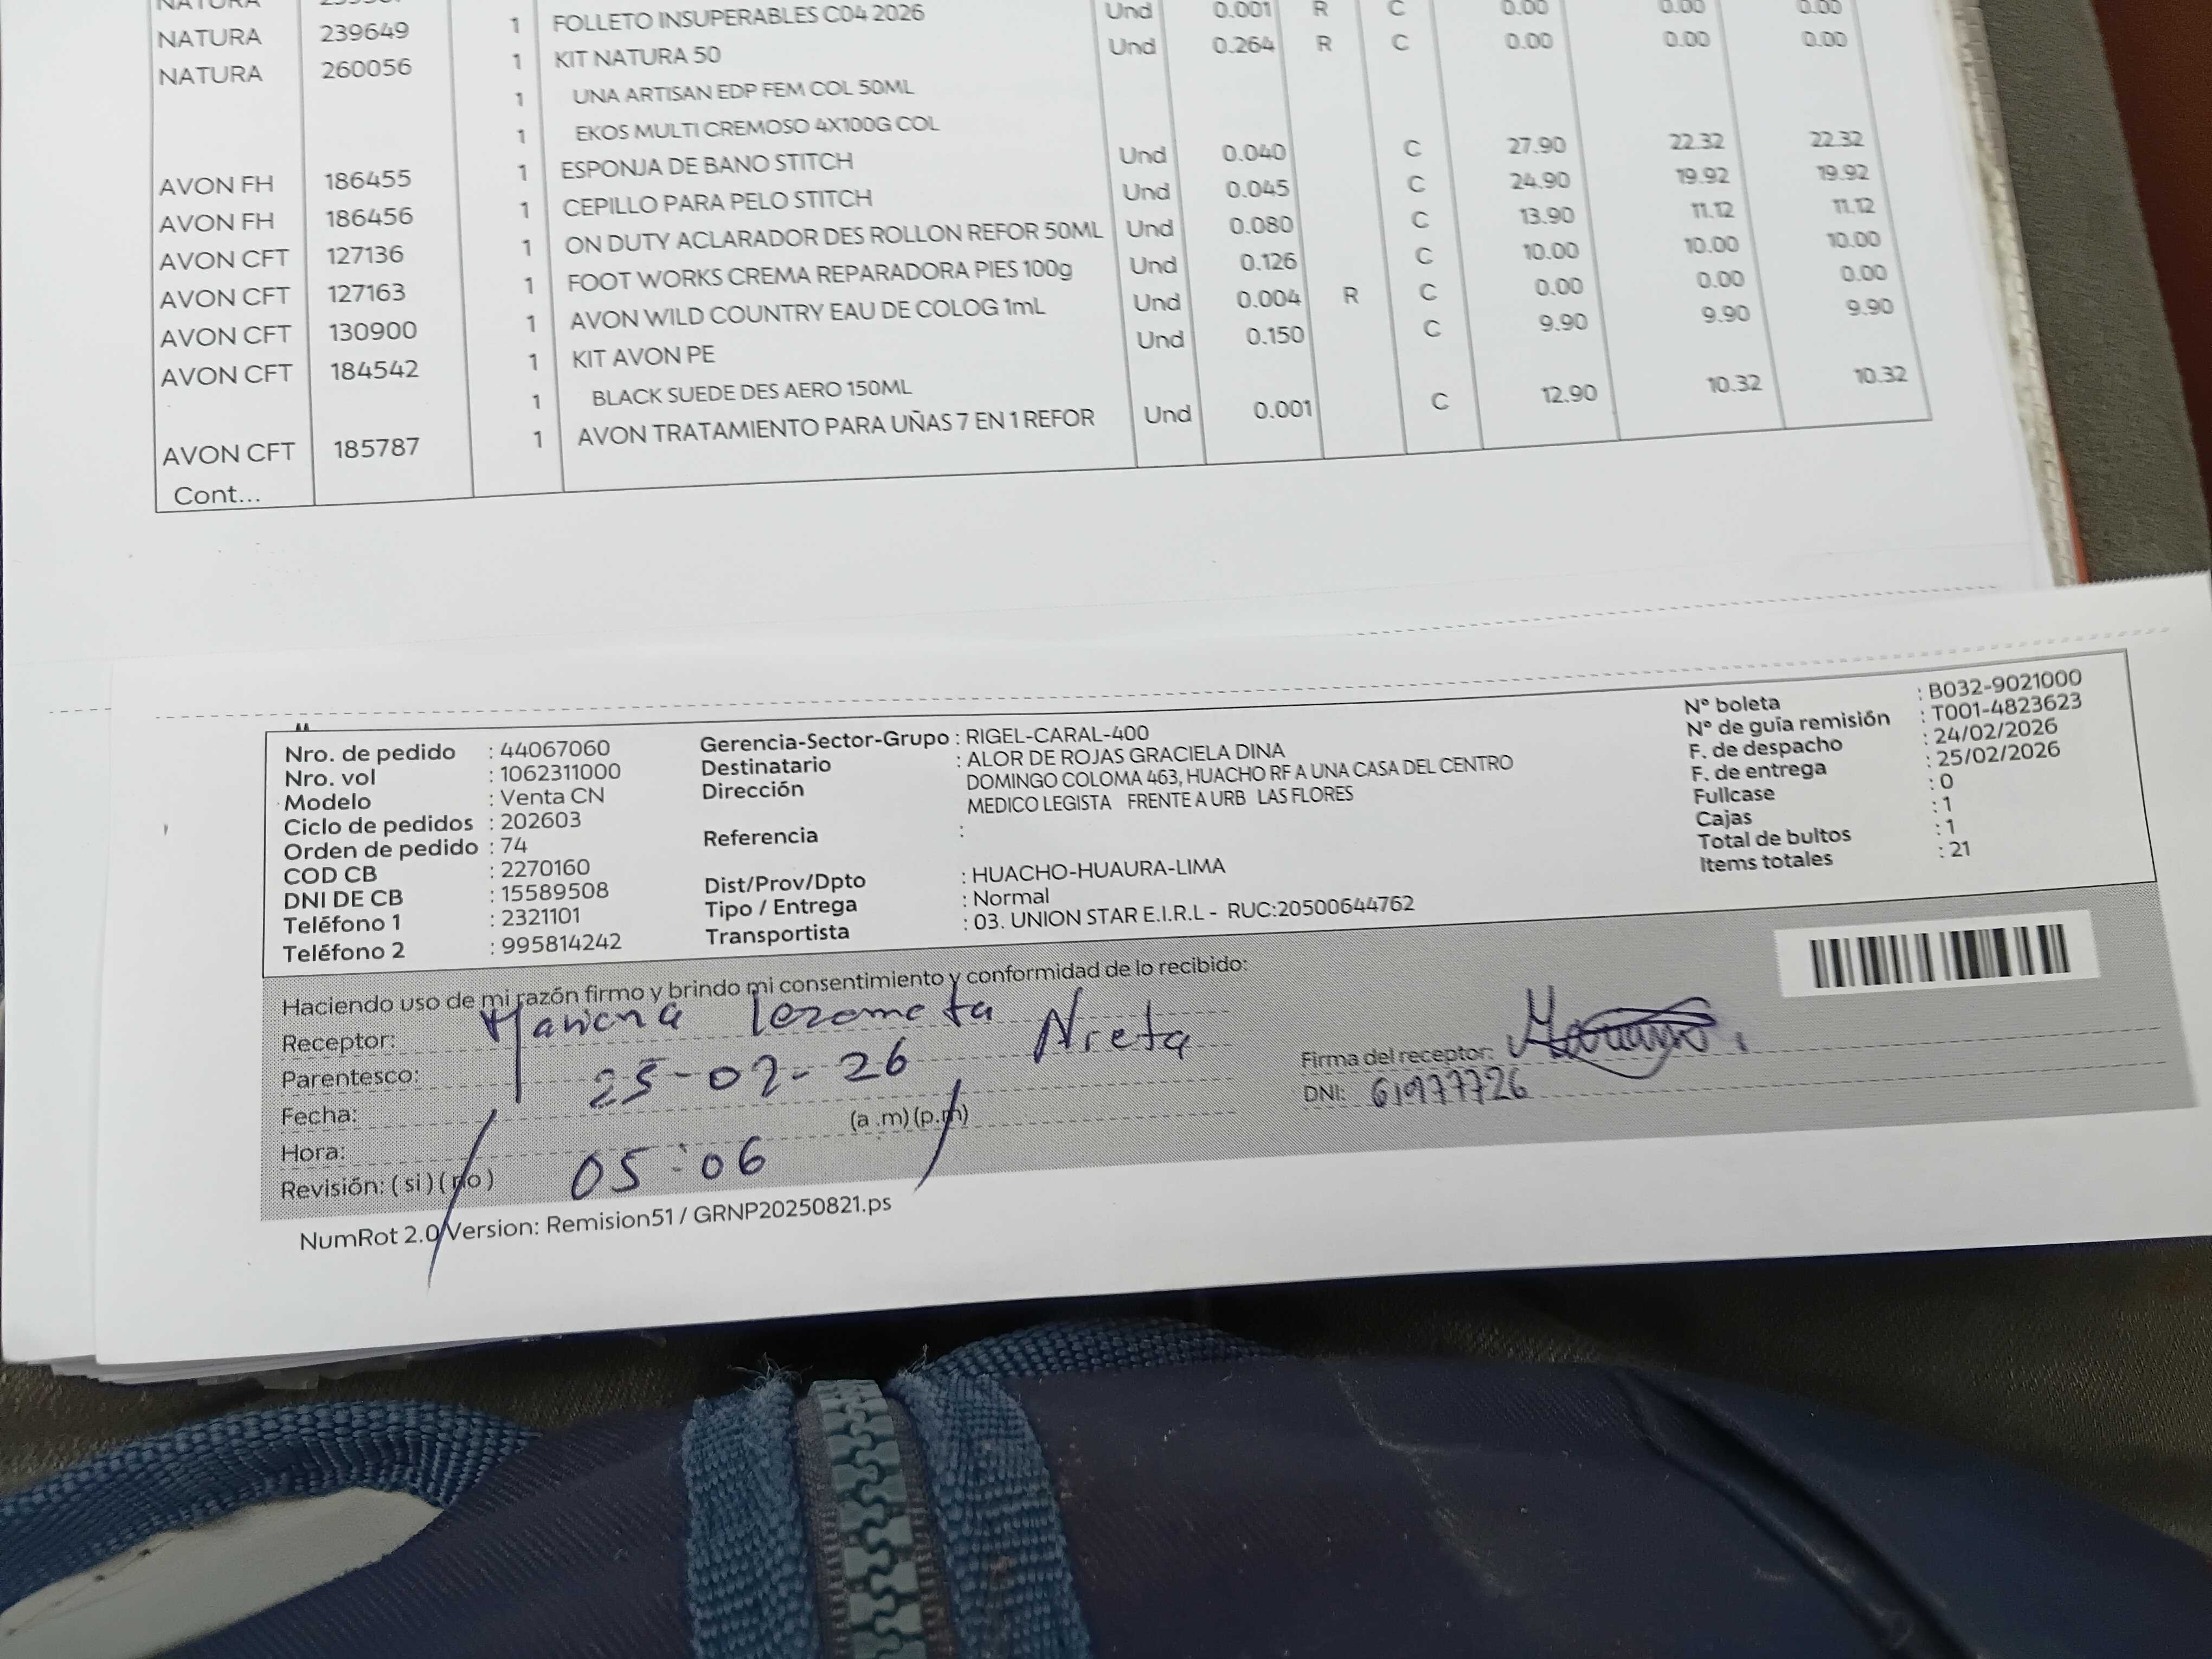 NATURA
NATURA 239649 1 FOLLETO INSUPERABLES C04 2026 Und 0.001 R C 0.00 0.00 0.00
NATURA 260056 1 KIT NATURA 50 Und 0.264 R C 0.00 0.00 0.00
1 UNA ARTISAN EDP FEM COL 50ML
1 EKOS MULTI CREMOSO 4X100G COL
AVON FH 186455 1 ESPONJA DE BANO STITCH Und 0.040 C 27.90 22.32 22.32
AVON FH 186456 1 CEPILLO PARA PELO STITCH Und 0.045 C 24.90 19.92 19.92
AVON CFT 127136 1 ON DUTY ACLARADOR DES ROLLON REFOR 50ML Und 0.080 C 13.90 11.12 11.12
AVON CFT 127163 1 FOOT WORKS CREMA REPARADORA PIES 100g Und 0.126 C 10.00 10.00 10.00
AVON CFT 130900 1 AVON WILD COUNTRY EAU DE COLOG 1mL Und 0.004 R C 0.00 0.00 0.00
AVON CFT 184542 1 KIT AVON PE Und 0.150 C 9.90 9.90 9.90
1 BLACK SUEDE DES AERO 150ML
AVON CFT 185787 1 AVON TRATAMIENTO PARA UÑAS 7 EN 1 REFOR Und 0.001 C 12.90 10.32 10.32
Cont...
Nro. de pedido : 44067060
Nro. vol : 1062311000
Modelo : Venta CN
Ciclo de pedidos : 202603
Orden de pedido : 74
COD CB : 2270160
DNI DE CB : 15589508
Teléfono 1 : 2321101
Teléfono 2 : 995814242
Gerencia-Sector-Grupo : RIGEL-CARAL-400
Destinatario : ALOR DE ROJAS GRACIELA DINA
Dirección DOMINGO COLOMA 463, HUACHO RF A UNA CASA DEL CENTRO
MEDICO LEGISTA FRENTE A URB LAS FLORES
Referencia :
Dist/Prov/Dpto : HUACHO-HUAURA-LIMA
Tipo / Entrega : Normal
Transportista : 03. UNION STAR E.I.R.L - RUC:20500644762
N° boleta : B032-9021000
N° de guía remisión : T001-4823623
F. de despacho : 24/02/2026
F. de entrega : 25/02/2026
Fullcase : 0
Cajas : 1
Total de bultos : 1
Items totales : 21
Haciendo uso de mi razón firmo y brindo mi consentimiento y conformidad de lo recibido:
Receptor:
Parentesco: Nieta
Fecha: 25-02-26
Hora: 05:06 (a .m) (p.m)
Revisión: ( si ) ( no )
Firma del receptor:
DNI: 61977726
NumRot 2.0 Version: Remision51 / GRNP20250821.ps